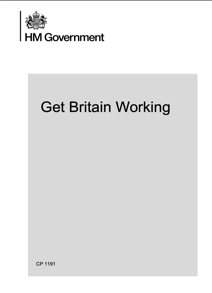 HM Government
Get Britain Working
CP 1191